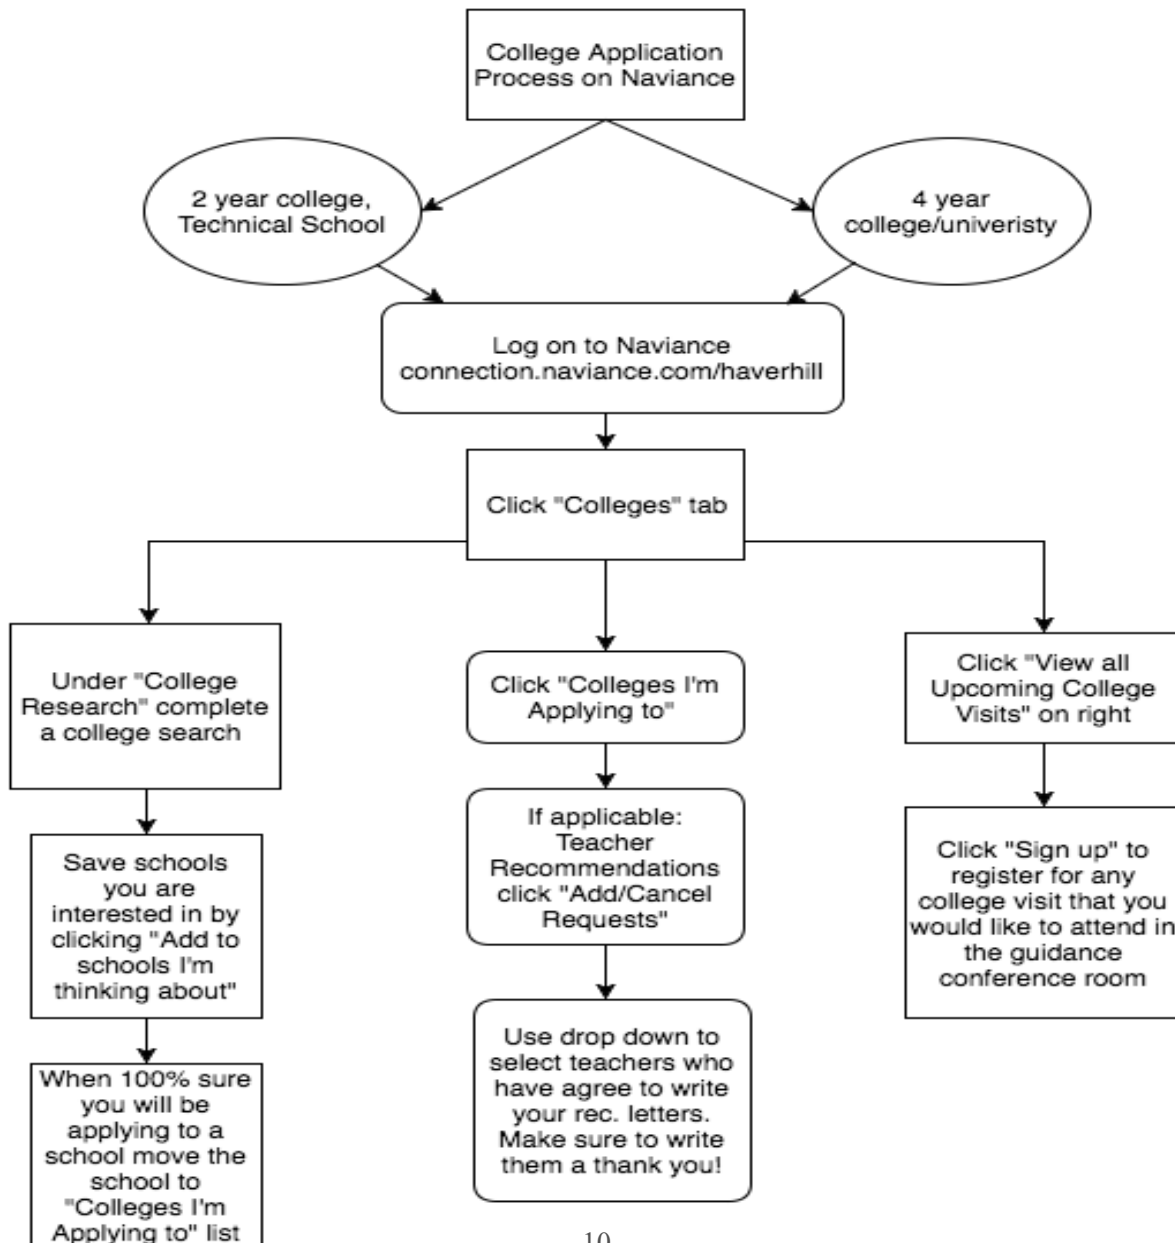 College Application
Process on Naviance
2 year college,
Technical School
4 year
college/univeristy
Log on to Naviance
connection.naviance.com/haverhill
Click "Colleges" tab
Under "College
Research" complete
a college search
Click "Colleges I'm
Applying to"
Click "View all
Upcoming College
Visits" on right
Save schools
you are
interested in by
clicking "Add to
schools I'm
thinking about"
If applicable:
Teacher
Recommendations
click "Add/Cancel
Requests"
Click "Sign up" to
register for any
college visit that you
would like to attend in
the guidance
conference room
When 100% sure
you will be
applying to a
school move the
school to
"Colleges I'm
Applying to" list
Use drop down to
select teachers who
have agree to write
your rec. letters.
Make sure to write
them a thank you!
10